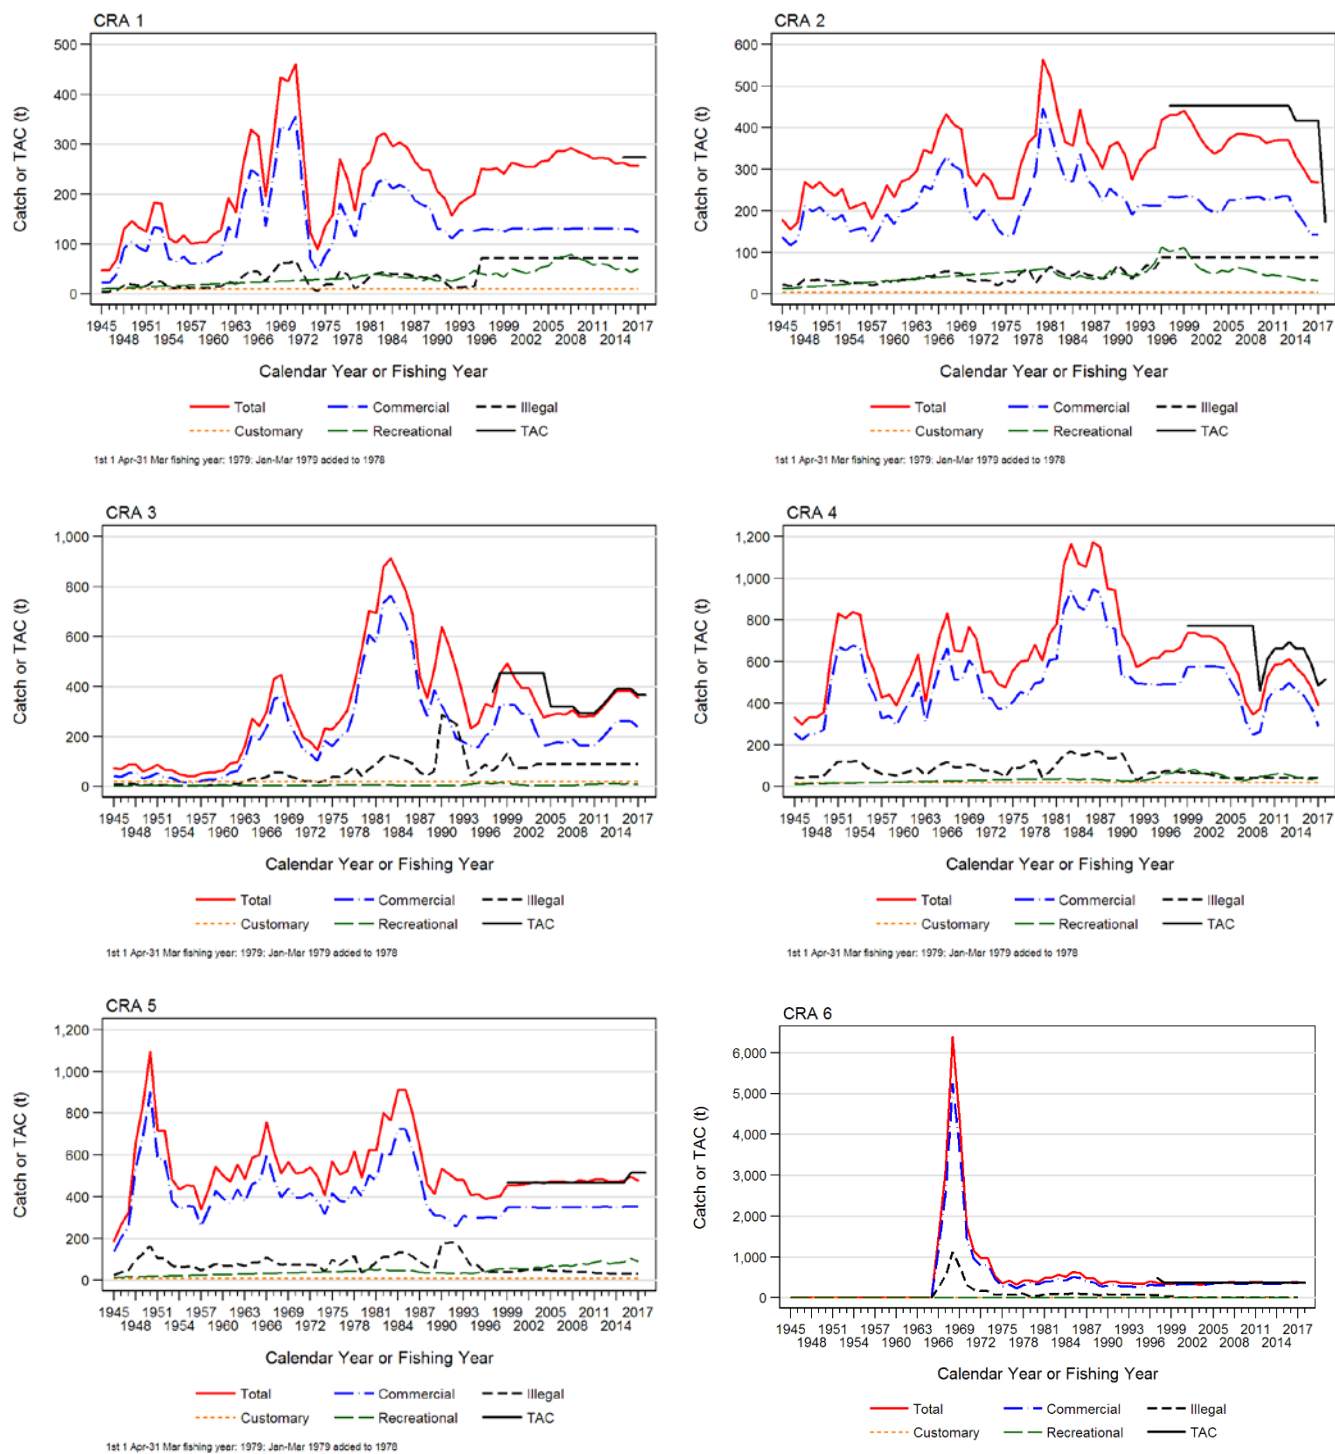 CRA 1
500
400
300
200
100
0
Catch or TAC (t)
1945 1951 1957 1963 1969 1975 1981 1987 1993 1999 2005 2011 2017
1948 1954 1960 1966 1972 1978 1984 1990 1996 2002 2008 2014
Calendar Year or Fishing Year
Total Commercial Illegal
Customary Recreational TAC
1st 1 Apr-31 Mar fishing year: 1979; Jan-Mar 1979 added to 1978
CRA 2
600
500
400
300
200
100
0
Catch or TAC (t)
1945 1951 1957 1963 1969 1975 1981 1987 1993 1999 2005 2011 2017
1948 1954 1960 1966 1972 1978 1984 1990 1996 2002 2008 2014
Calendar Year or Fishing Year
Total Commercial Illegal
Customary Recreational TAC
1st 1 Apr-31 Mar fishing year: 1979; Jan-Mar 1979 added to 1978
CRA 3
1,000
800
600
400
200
0
Catch or TAC (t)
1945 1951 1957 1963 1969 1975 1981 1987 1993 1999 2005 2011 2017
1948 1954 1960 1966 1972 1978 1984 1990 1996 2002 2008 2014
Calendar Year or Fishing Year
Total Commercial Illegal
Customary Recreational TAC
1st 1 Apr-31 Mar fishing year: 1979; Jan-Mar 1979 added to 1978
CRA 4
1,200
1,000
800
600
400
200
0
Catch or TAC (t)
1945 1951 1957 1963 1969 1975 1981 1987 1993 1999 2005 2011 2017
1948 1954 1960 1966 1972 1978 1984 1990 1996 2002 2008 2014
Calendar Year or Fishing Year
Total Commercial Illegal
Customary Recreational TAC
1st 1 Apr-31 Mar fishing year: 1979; Jan-Mar 1979 added to 1978
CRA 5
1,200
1,000
800
600
400
200
0
Catch or TAC (t)
1945 1951 1957 1963 1969 1975 1981 1987 1993 1999 2005 2011 2017
1948 1954 1960 1966 1972 1978 1984 1990 1996 2002 2008 2014
Calendar Year or Fishing Year
Total Commercial Illegal
Customary Recreational TAC
1st 1 Apr-31 Mar fishing year: 1979; Jan-Mar 1979 added to 1978
CRA 6
6,000
5,000
4,000
3,000
2,000
1,000
0
Catch or TAC (t)
1945 1951 1957 1963 1969 1975 1981 1987 1993 1999 2005 2011 2017
1948 1954 1960 1966 1972 1978 1984 1990 1996 2002 2008 2014
Calendar Year or Fishing Year
Total Commercial Illegal
Customary Recreational TAC